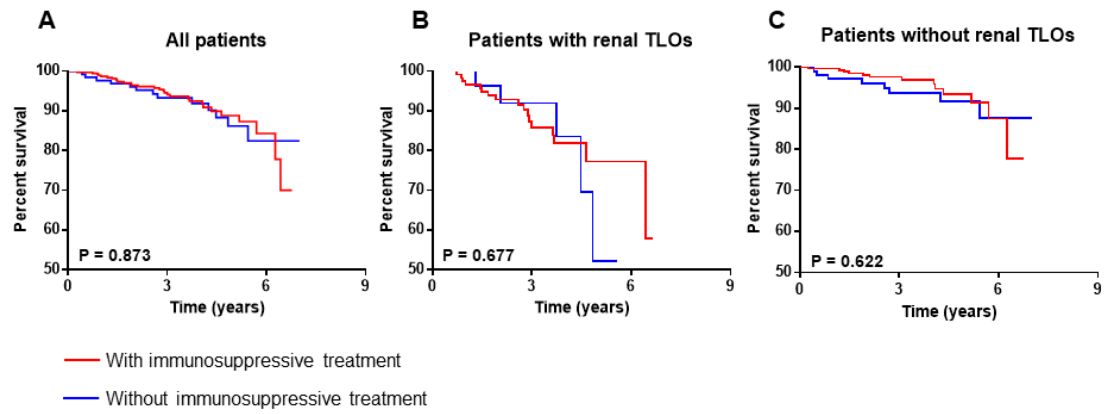 A
All patients
Percent survival
100
90
80
70
60
50
P = 0.873
0
3
6
9
Time (years)
B
Patients with renal TLOs
Percent survival
100
90
80
70
60
50
P = 0.677
0
3
6
9
Time (years)
C
Patients without renal TLOs
Percent survival
100
90
80
70
60
50
P = 0.622
0
3
6
9
Time (years)
With immunosuppressive treatment
Without immunosuppressive treatment